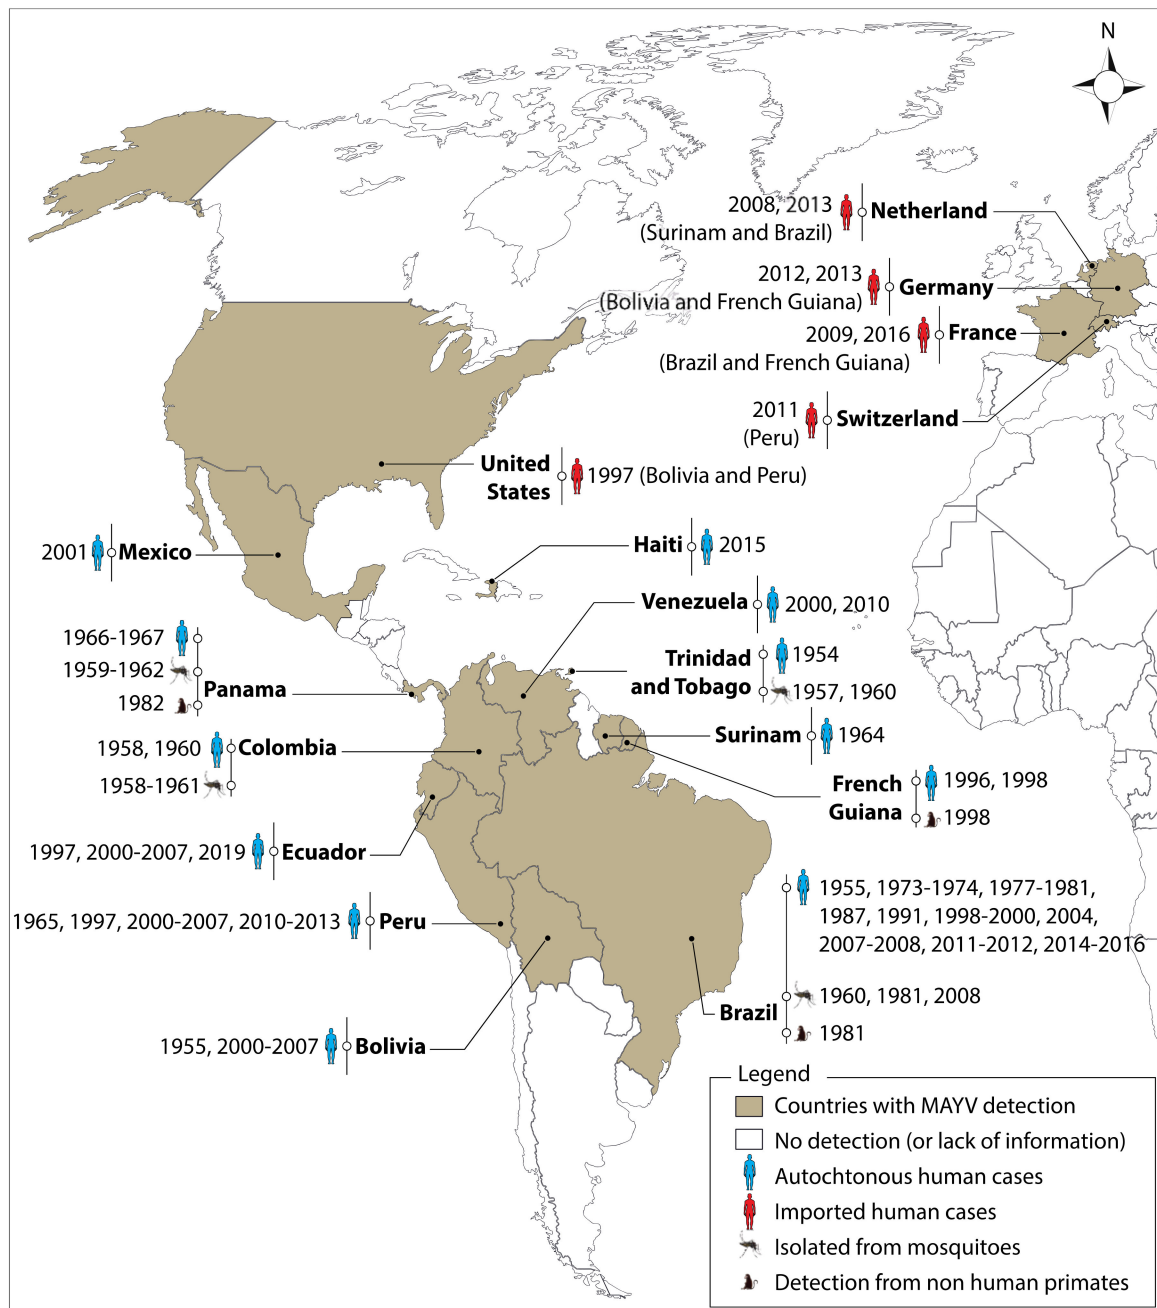 N
2008, 2013
(Surinam and Brazil)
Netherland
2012, 2013
(Bolivia and French Guiana)
Germany
2009, 2016
(Brazil and French Guiana)
France
2011
(Peru)
Switzerland
United
States
1997 (Bolivia and Peru)
2001
Mexico
Haiti
2015
Venezuela
2000, 2010
1966-1967
1959-1962
1982
Panama
Trinidad
and Tobago
1954
1957, 1960
1958, 1960
1958-1961
Colombia
Surinam
1964
French
Guiana
1996, 1998
1998
1997, 2000-2007, 2019
Ecuador
1965, 1997, 2000-2007, 2010-2013
Peru
1955, 1973-1974, 1977-1981,
1987, 1991, 1998-2000, 2004,
2007-2008, 2011-2012, 2014-2016
1960, 1981, 2008
1981
Brazil
1955, 2000-2007
Bolivia
Legend
Countries with MAYV detection
No detection (or lack of information)
Autochtonous human cases
Imported human cases
Isolated from mosquitoes
Detection from non human primates